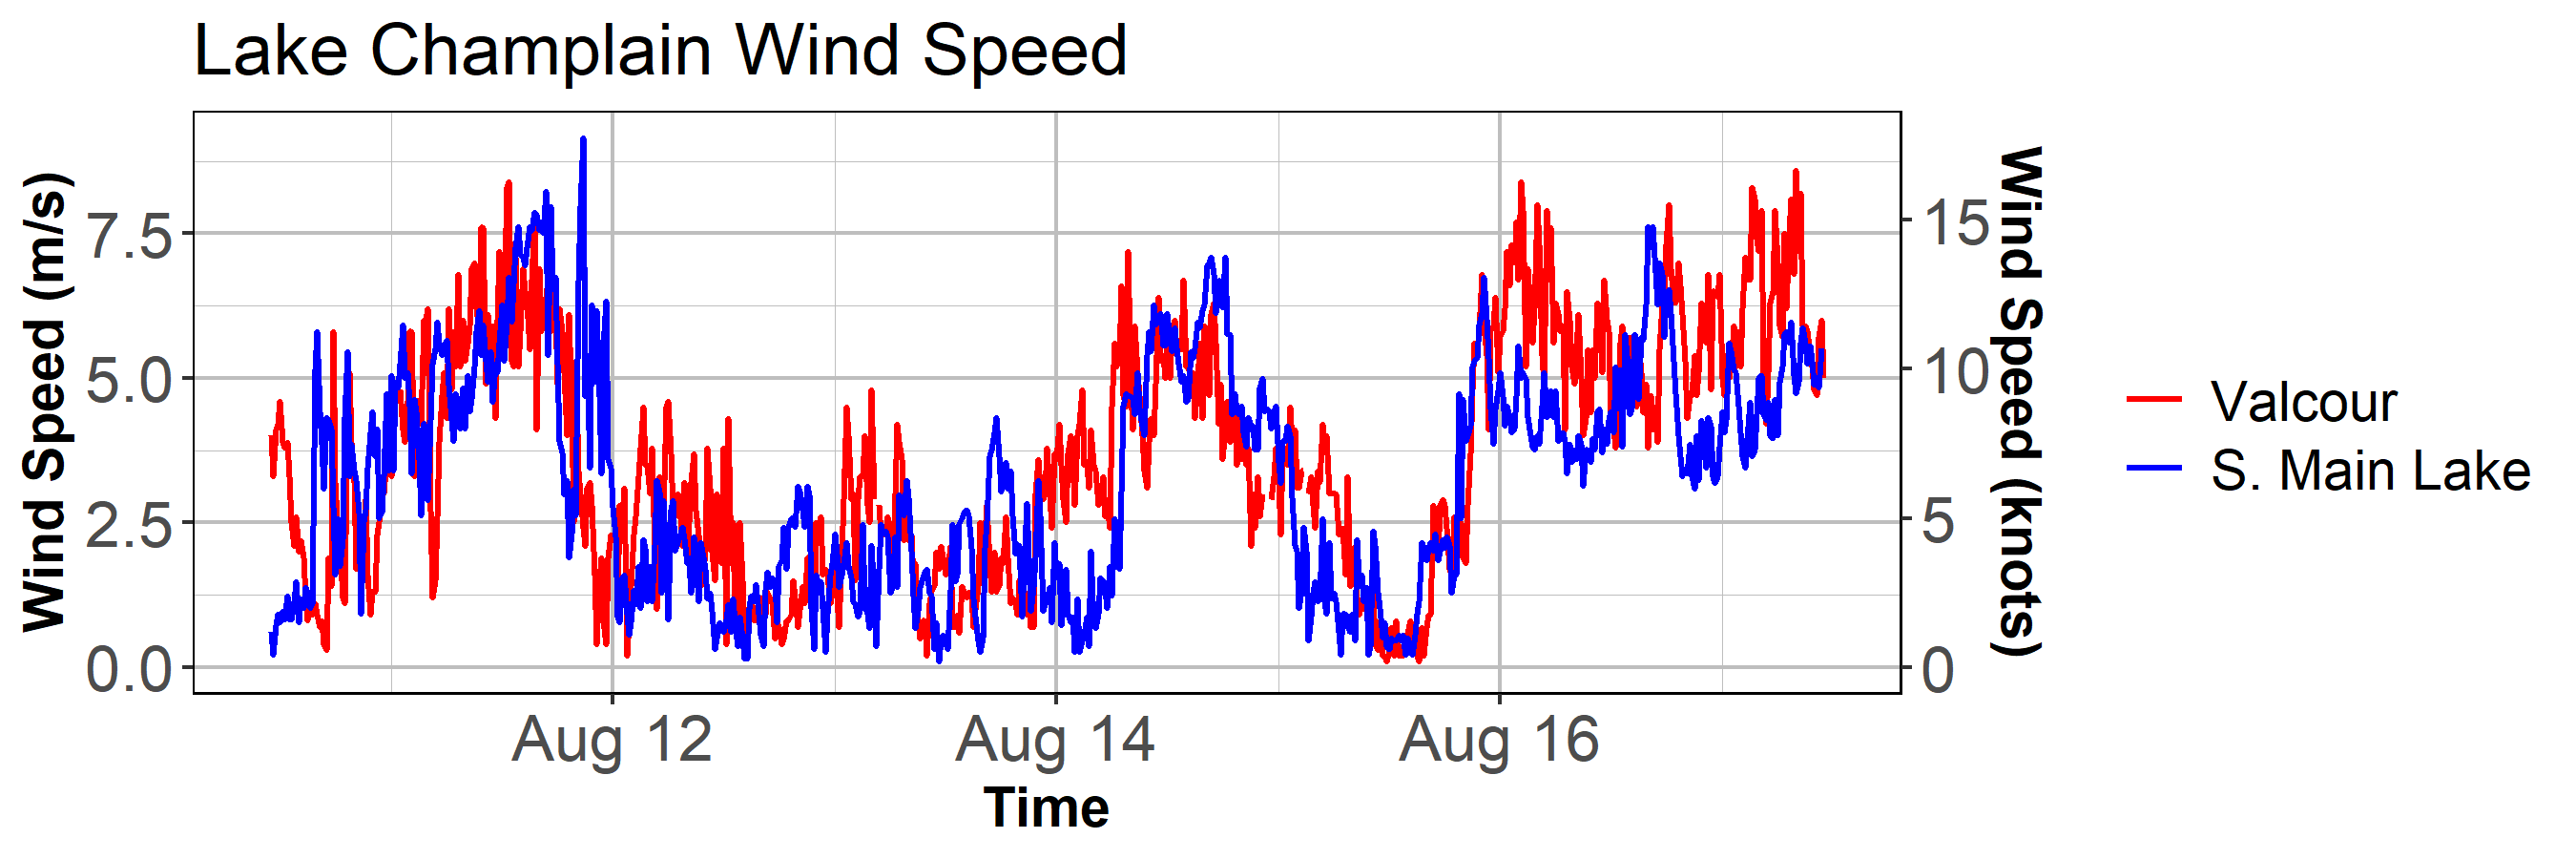 Lake Champlain Wind Speed
Wind Speed (m/s)
7.5
5.0
2.5
0.0
15
10
5
0
Wind Speed (knots)
Aug 12
Aug 14
Aug 16
Time
Valcour
S. Main Lake